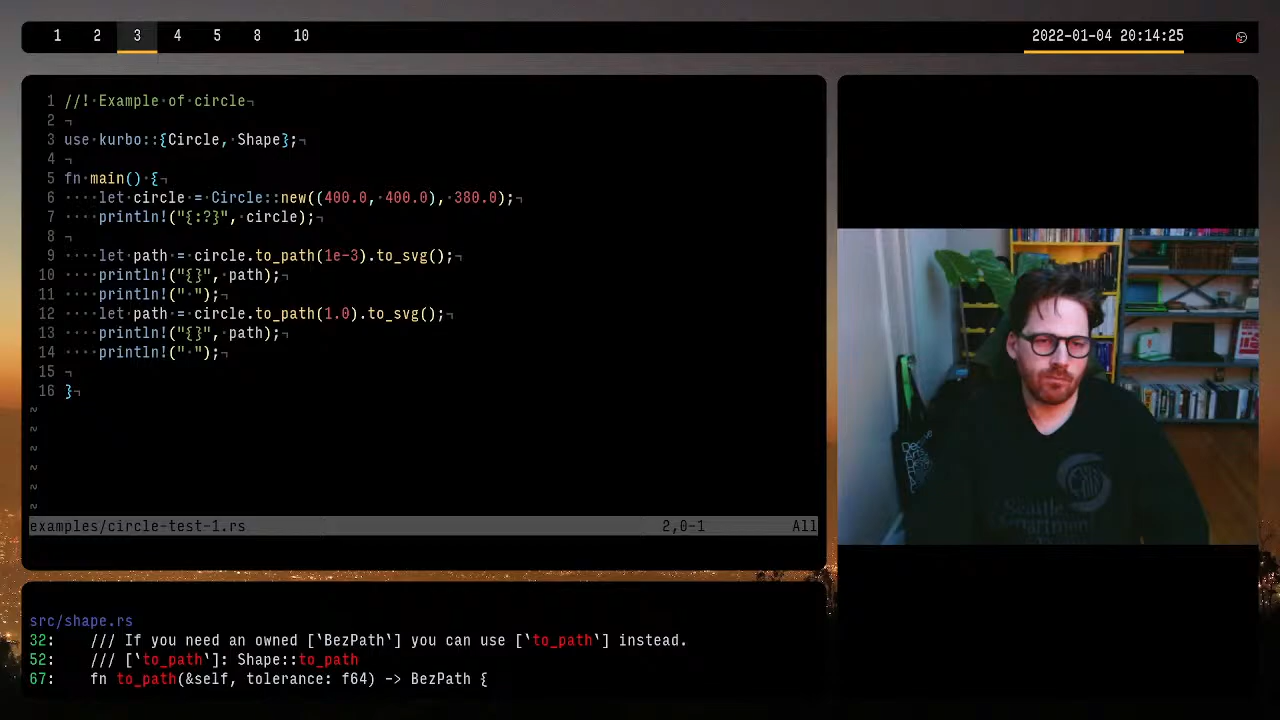 1 2 3 4 5 8 10
2022-01-04 20:14:25
1 //!·Example·of·circle¬
2 ¬
3 use·kurbo::{Circle,·Shape};¬
4 ¬
5 fn·main()·{¬
6 ····let·circle·=·Circle::new((400.0,·400.0),·380.0);¬
7 ····println!("{:?}",·circle);¬
8 ¬
9 ····let·path·=·circle.to_path(1e-3).to_svg();¬
10 ····println!("{}",·path);¬
11 ····println!("·");¬
12 ····let·path·=·circle.to_path(1.0).to_svg();¬
13 ····println!("{}",·path);¬
14 ····println!("·");¬
15 ¬
16 }¬
~
~
~
~
~
~
examples/circle-test-1.rs 2,0-1 All
src/shape.rs
32: /// If you need an owned [`BezPath`] you can use [`to_path`] instead.
52: /// [`to_path`]: Shape::to_path
67: fn to_path(&self, tolerance: f64) -> BezPath {
Seattle
Department